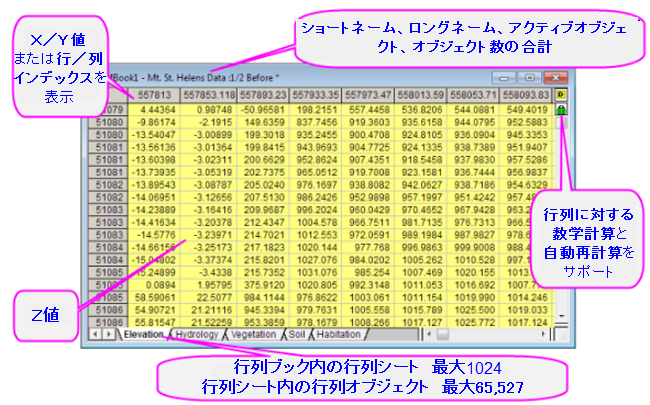 ショートネーム、ロングネーム、アクティブオブジェ
クト、オブジェクト数の合計
X／Y値
または行／列
インデックスを
表示
Book1 - Mt. St. Helens Data :1/2 Before *
557813 557853.118 557893.23 557933.35 557973.47 558013.59 558053.71 558093.83 D
079 4.44364 0.98748 -50.96581 198.2151 557.4458 536.8206 544.0881 549.4019
51080 -9.86174 -2.1915 149.6359 837.7456 919.3603 935.6158 944.0795 952.5883
51080 -13.54047 -3.00899 199.3018 935.2455 900.4708 924.8105 936.0904 945.3353
51081 -13.56136 -3.01364 199.8415 943.9693 904.7725 924.1335 938.7389 951.9407
51081 -13.60398 -3.02311 200.6629 952.8624 907.4351 918.5458 937.9830 957.5286
51081 -13.73935 -3.05319 202.7375 965.0512 919.7008 923.1581 936.7444 956.9837
51082 -13.89543 -3.08787 205.0240 976.1697 938.8082 942.0627 938.7186 954.6329
51082 -14.06951 -3.12656 207.5130 986.2426 952.9898 957.1997 951.4242 957.48
51083 -14.23889 -3.16416 209.9687 996.2024 960.0429 970.4652 967.9428 963.2
51083 -14.41634 -3.20378 212.4347 1004.578 966.7511 981.7135 976.7313 966.5
51083 -14.5776 -3.23971 214.7021 1012.553 972.0591 989.1984 987.9827 978.6
51084 -14.66156 -3.25173 217.1823 1020.144 977.768 996.9863 999.9008 988.4
51084 -15.04802 -3.37374 215.8201 1027.076 984.0202 1005.262 1010.528 997.1
-15.24899 -3.4338 215.7352 1031.076 985.254 1007.469 1020.155 1013.
0.0894 1.95795 375.9120 1020.805 992.3148 1011.053 1016.692 1007.7
51085 58.59061 22.5077 984.1144 976.8622 1003.061 1011.154 1019.990 1014.246
51086 54.90721 21.21116 945.3394 979.7631 1005.558 1015.789 1025.500 1019.033
51086 55.81547 21.52259 953.3859 978.1679 1008.266 1017.127 1025.772 1017.124
Elevation Hydrology Vegetation Soil Habitation
Z値
行列に対する
数学計算と
自動再計算を
サポート
行列ブック内の行列シート 最大1024
行列シート内の行列オブジェクト 最大65,527